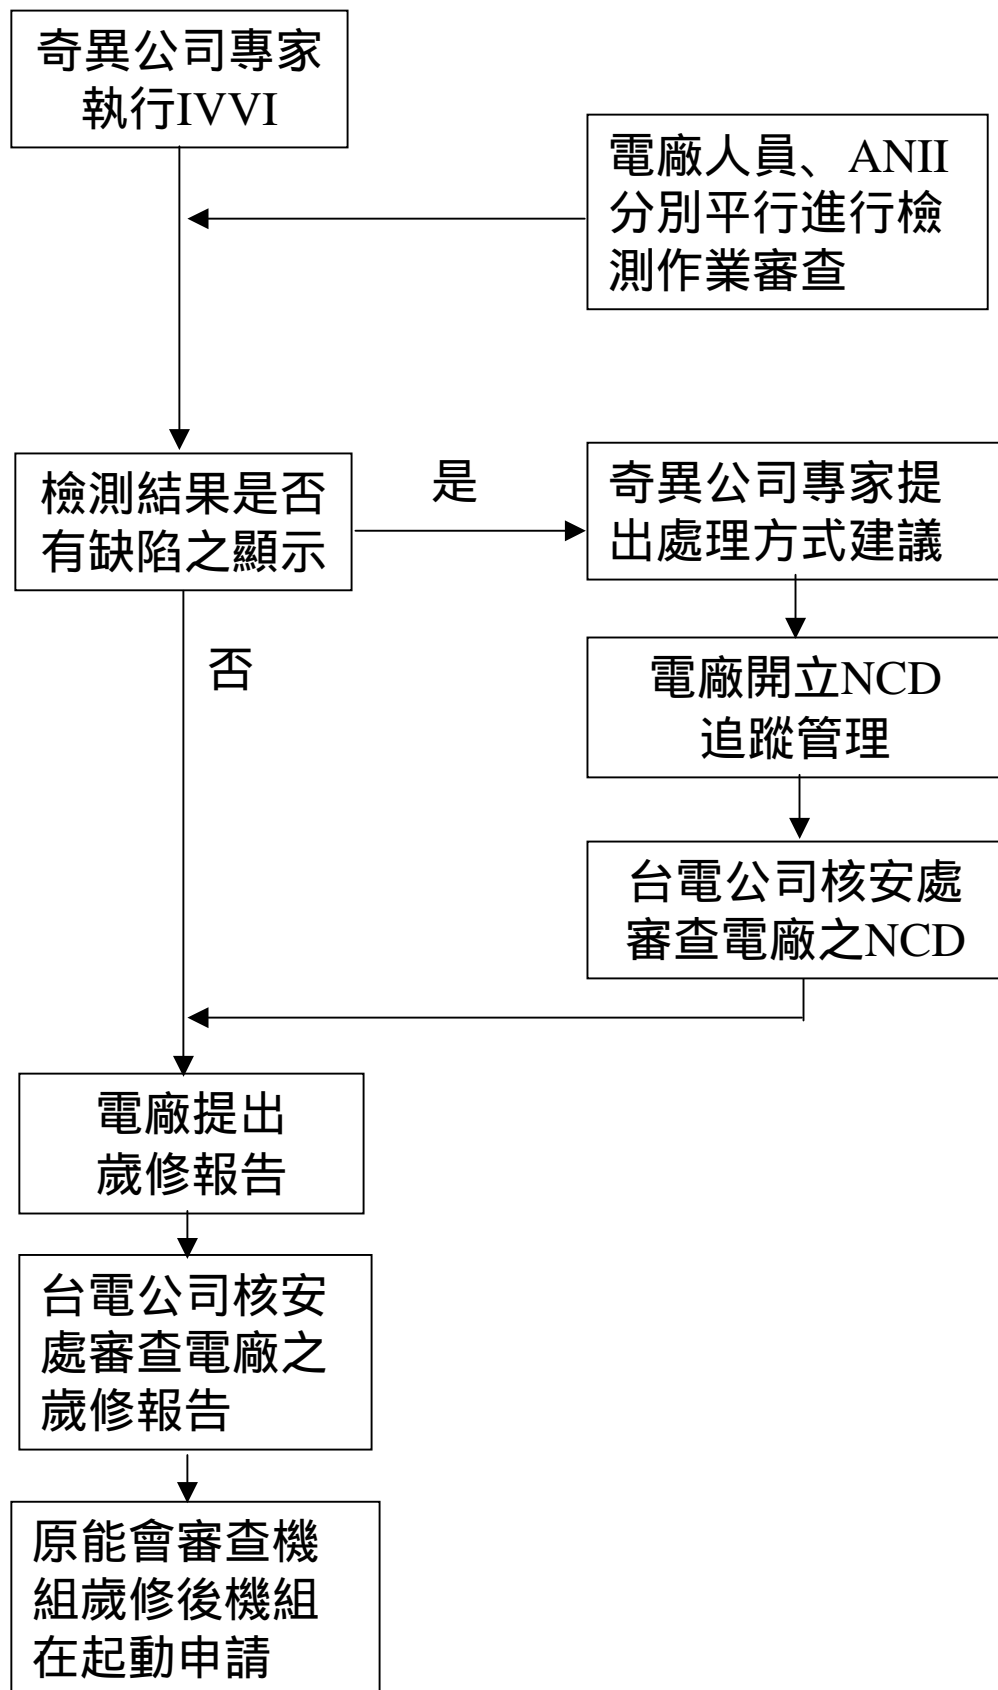 奇異公司專家
執行IVVI
電廠人員、ANII
分別平行進行檢
測作業審查
檢測結果是否
有缺陷之顯示
是
奇異公司專家提
出處理方式建議
否
電廠開立NCD
追蹤管理
台電公司核安處
審查電廠之NCD
電廠提出
歲修報告
台電公司核安
處審查電廠之
歲修報告
原能會審查機
組歲修後機組
在起動申請